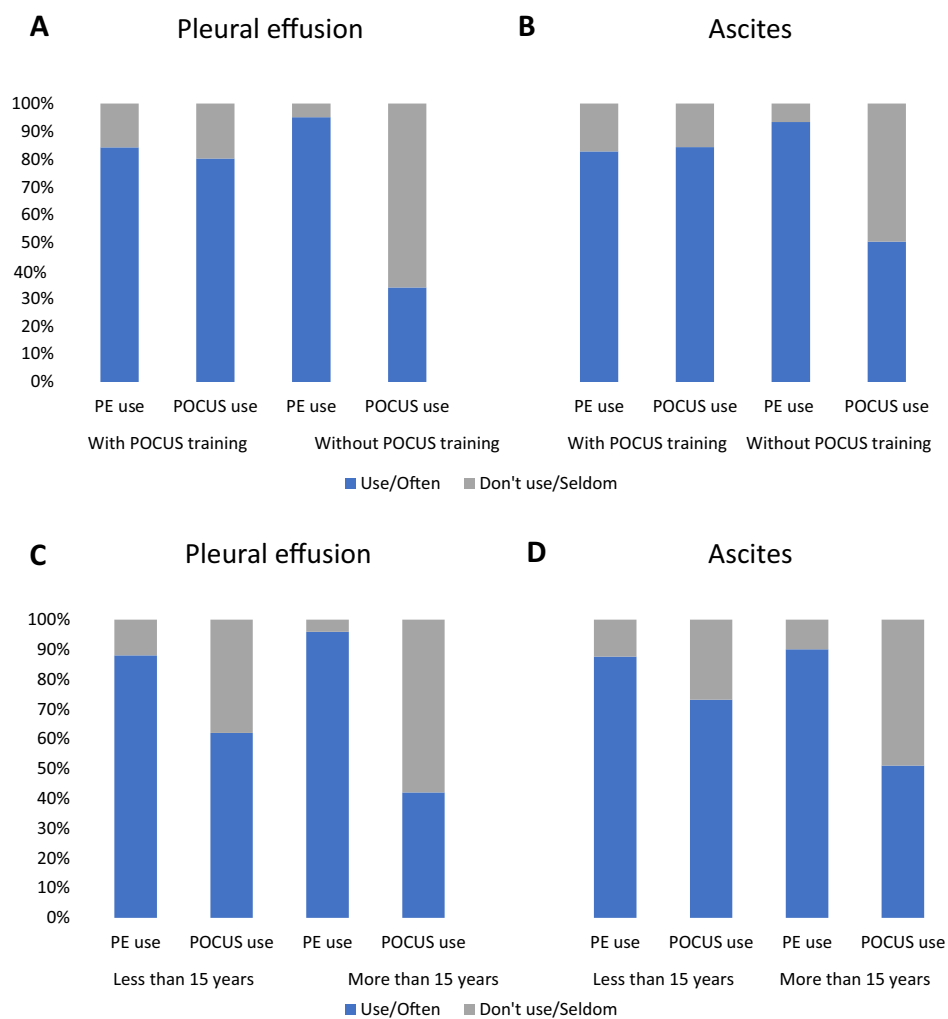 A Pleural effusion B Ascites
100%
90%
80%
70%
60%
50%
40%
30%
20%
10%
0%
PE use POCUS use PE use POCUS use PE use POCUS use PE use POCUS use
With POCUS training Without POCUS training With POCUS training Without POCUS training
Use/Often Don't use/Seldom
C Pleural effusion D Ascites
100%
90%
80%
70%
60%
50%
40%
30%
20%
10%
0%
PE use POCUS use PE use POCUS use PE use POCUS use PE use POCUS use
Less than 15 years More than 15 years Less than 15 years More than 15 years
Use/Often Don't use/Seldom